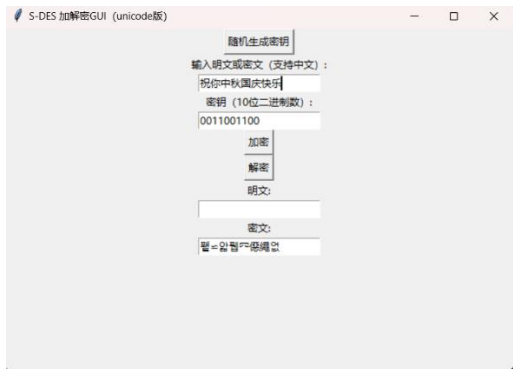 S-DES 加解密GUI（unicode版）
随机生成密钥
输入明文或密文（支持中文）:
祝你中秋国庆快乐
密钥（10位二进制数）:
0011001100
加密
解密
明文:
密文: